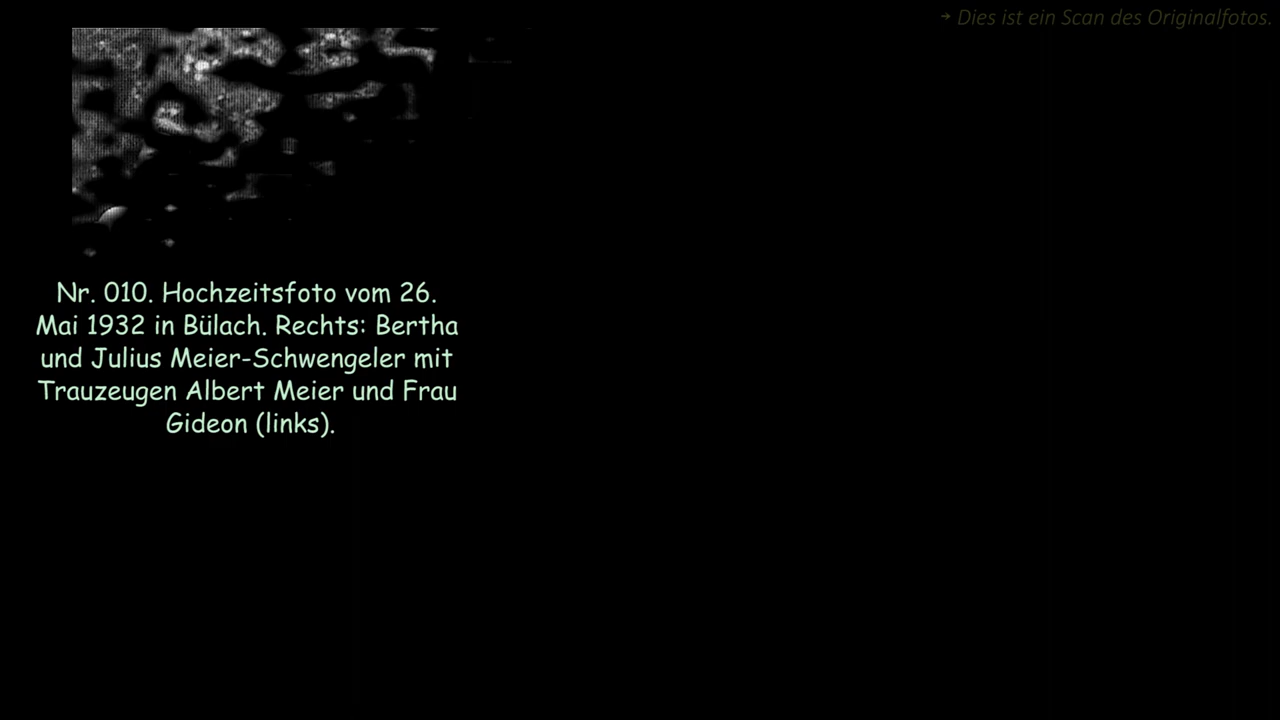 → Dies ist ein Scan des Originalfotos.
Nr. 010. Hochzeitsfoto vom 26.
Mai 1932 in Bülach. Rechts: Bertha
und Julius Meier-Schwengeler mit
Trauzeugen Albert Meier und Frau
Gideon (links).